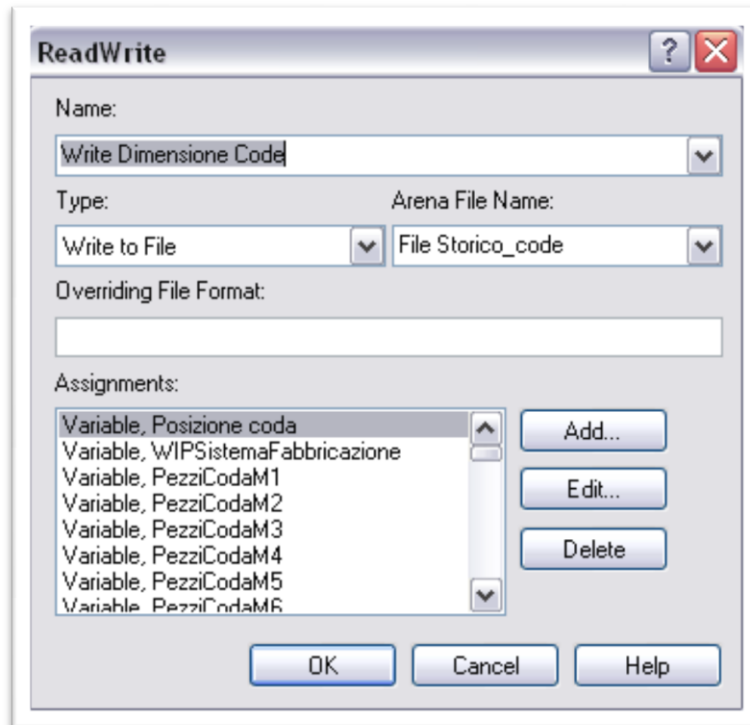 ReadWrite
?
Name:
Write Dimensione Code
Type: Arena File Name:
Write to File File Storico_code
Overriding File Format:
Assignments:
Variable, Posizione coda
Variable, WIPSistemaFabbricazione
Variable, PezziCodaM1
Variable, PezziCodaM2
Variable, PezziCodaM3
Variable, PezziCodaM4
Variable, PezziCodaM5
Variable, PezziCodaM6
Add...
Edit...
Delete
OK Cancel Help